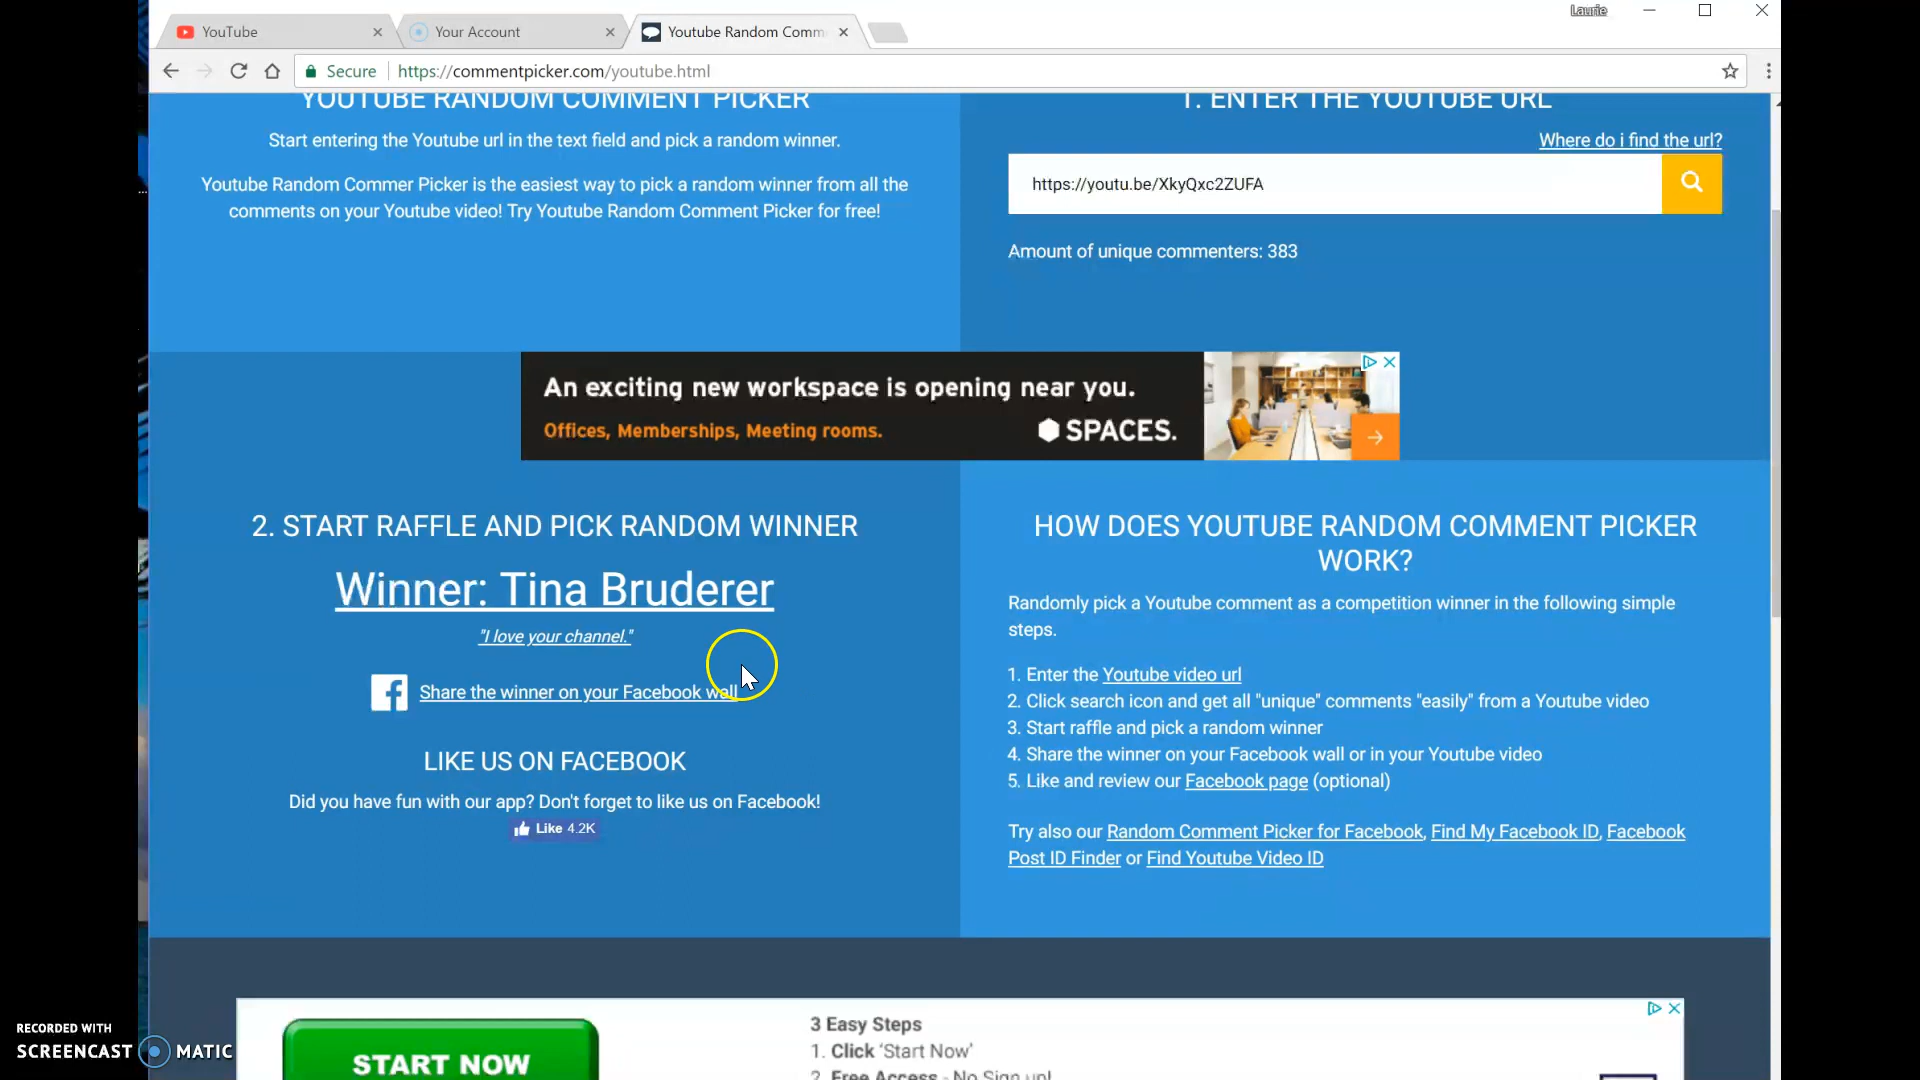 Laurie
YouTube
Your Account
Youtube Random Comm
Secure
https://commentpicker.com/youtube.html
YOUTUBE RANDOM COMMENT PICKER
Start entering the Youtube url in the text field and pick a random winner.
Youtube Random Commer Picker is the easiest way to pick a random winner from all the
comments on your Youtube video! Try Youtube Random Comment Picker for free!
1. ENTER THE YOUTUBE URL
Where do i find the url?
https://youtu.be/XkyQxc2ZUFA
Amount of unique commenters: 383
An exciting new workspace is opening near you.
Offices, Memberships, Meeting rooms.
SPACES.
2. START RAFFLE AND PICK RANDOM WINNER
Winner: Tina Bruderer
"I love your channel."
Share the winner on your Facebook wall
LIKE US ON FACEBOOK
Did you have fun with our app? Don't forget to like us on Facebook!
Like 4.2K
HOW DOES YOUTUBE RANDOM COMMENT PICKER
WORK?
Randomly pick a Youtube comment as a competition winner in the following simple
steps.
1. Enter the Youtube video url
2. Click search icon and get all "unique" comments "easily" from a Youtube video
3. Start raffle and pick a random winner
4. Share the winner on your Facebook wall or in your Youtube video
5. Like and review our Facebook page (optional)
Try also our Random Comment Picker for Facebook, Find My Facebook ID, Facebook
Post ID Finder or Find Youtube Video ID
START NOW
3 Easy Steps
1. Click 'Start Now'
2. Free Access - No Sign up!
RECORDED WITH
SCREENCAST MATIC